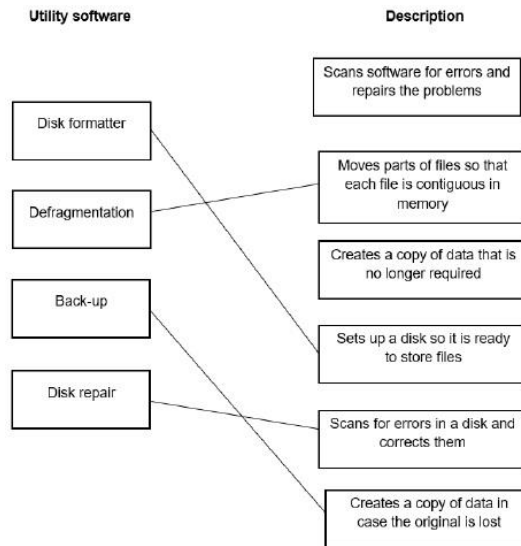 Utility software
Description
Disk formatter
Defragmentation
Back-up
Disk repair
Scans software for errors and
repairs the problems
Moves parts of files so that
each file is contiguous in
memory
Creates a copy of data that is
no longer required
Sets up a disk so it is ready
to store files
Scans for errors in a disk and
corrects them
Creates a copy of data in
case the original is lost